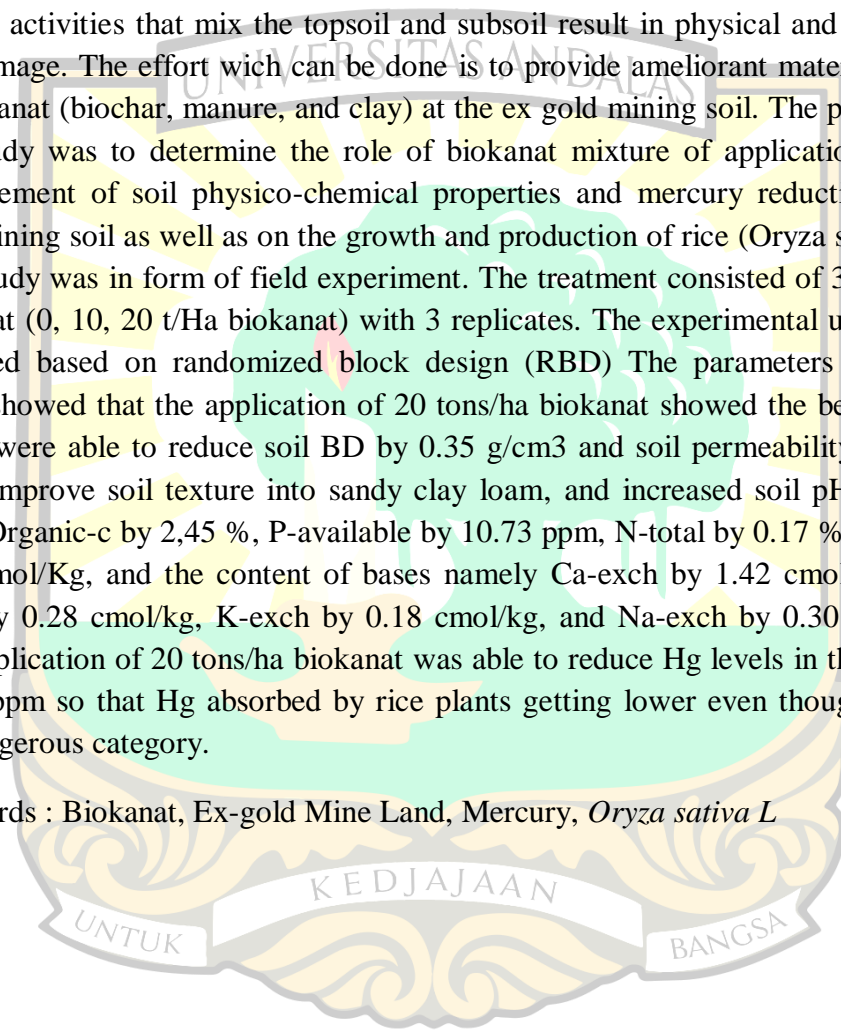 activities that mix the topsoil and subsoil result in physical and
mage. The effort wich can be done is to provide ameliorant mater
anat (biochar, manure, and clay) at the ex gold mining soil. The p
dy was to determine the role of biokanat mixture of applicatio
ement of soil physico-chemical properties and mercury reducti
ining soil as well as on the growth and production of rice (Oryza s
udy was in form of field experiment. The treatment consisted of 3
at (0, 10, 20 t/Ha biokanat) with 3 replicates. The experimental u
ed based on randomized block design (RBD) The parameters
showed that the application of 20 tons/ha biokanat showed the be
were able to reduce soil BD by 0.35 g/cm3 and soil permeability
improve soil texture into sandy clay loam, and increased soil pH
Organic-c by 2,45 %, P-available by 10.73 ppm, N-total by 0.17 %
mol/Kg, and the content of bases namely Ca-exch by 1.42 cmol
y 0.28 cmol/kg, K-exch by 0.18 cmol/kg, and Na-exch by 0.30
plication of 20 tons/ha biokanat was able to reduce Hg levels in th
ppm so that Hg absorbed by rice plants getting lower even thoug
gerous category.
rds : Biokanat, Ex-gold Mine Land, Mercury, Oryza sativa L
UNIVERSITAS ANDALAS
UNTUK KEDJAJAAN BANGSA